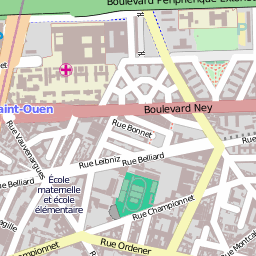 Boulevard Périphérique Extérieur
Boulevard Ney
Saint-Ouen
Rue Bonnet
Rue Vauvenargues
Rue Leibniz
Rue Belliard
École
maternelle
et école
élémentaire
Rue Belliard
Rue Championnet
Championnet
Rue Ordener